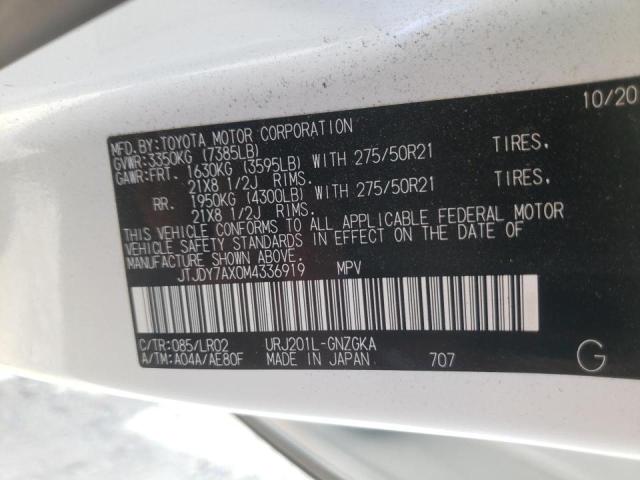 10/20
MFD.BY:TOYOTA MOTOR CORPORATION
GVWR:3350KG (7385LB)
GAWR:FRT. 1630KG (3595LB) WITH 275/50R21 TIRES.
21X8 1/2J RIMS.
RR. 1950KG (4300LB) WITH 275/50R21 TIRES.
21X8 1/2J RIMS.
THIS VEHICLE CONFORMS TO ALL APPLICABLE FEDERAL MOTOR
VEHICLE SAFETY STANDARDS IN EFFECT ON THE DATE OF
MANUFACTURE SHOWN ABOVE.
JTJDY7AX0M4336919 MPV
C/TR:085/LR02 URJ201L-GNZGKA
A/TM:A04A/AE80F MADE IN JAPAN 707 G